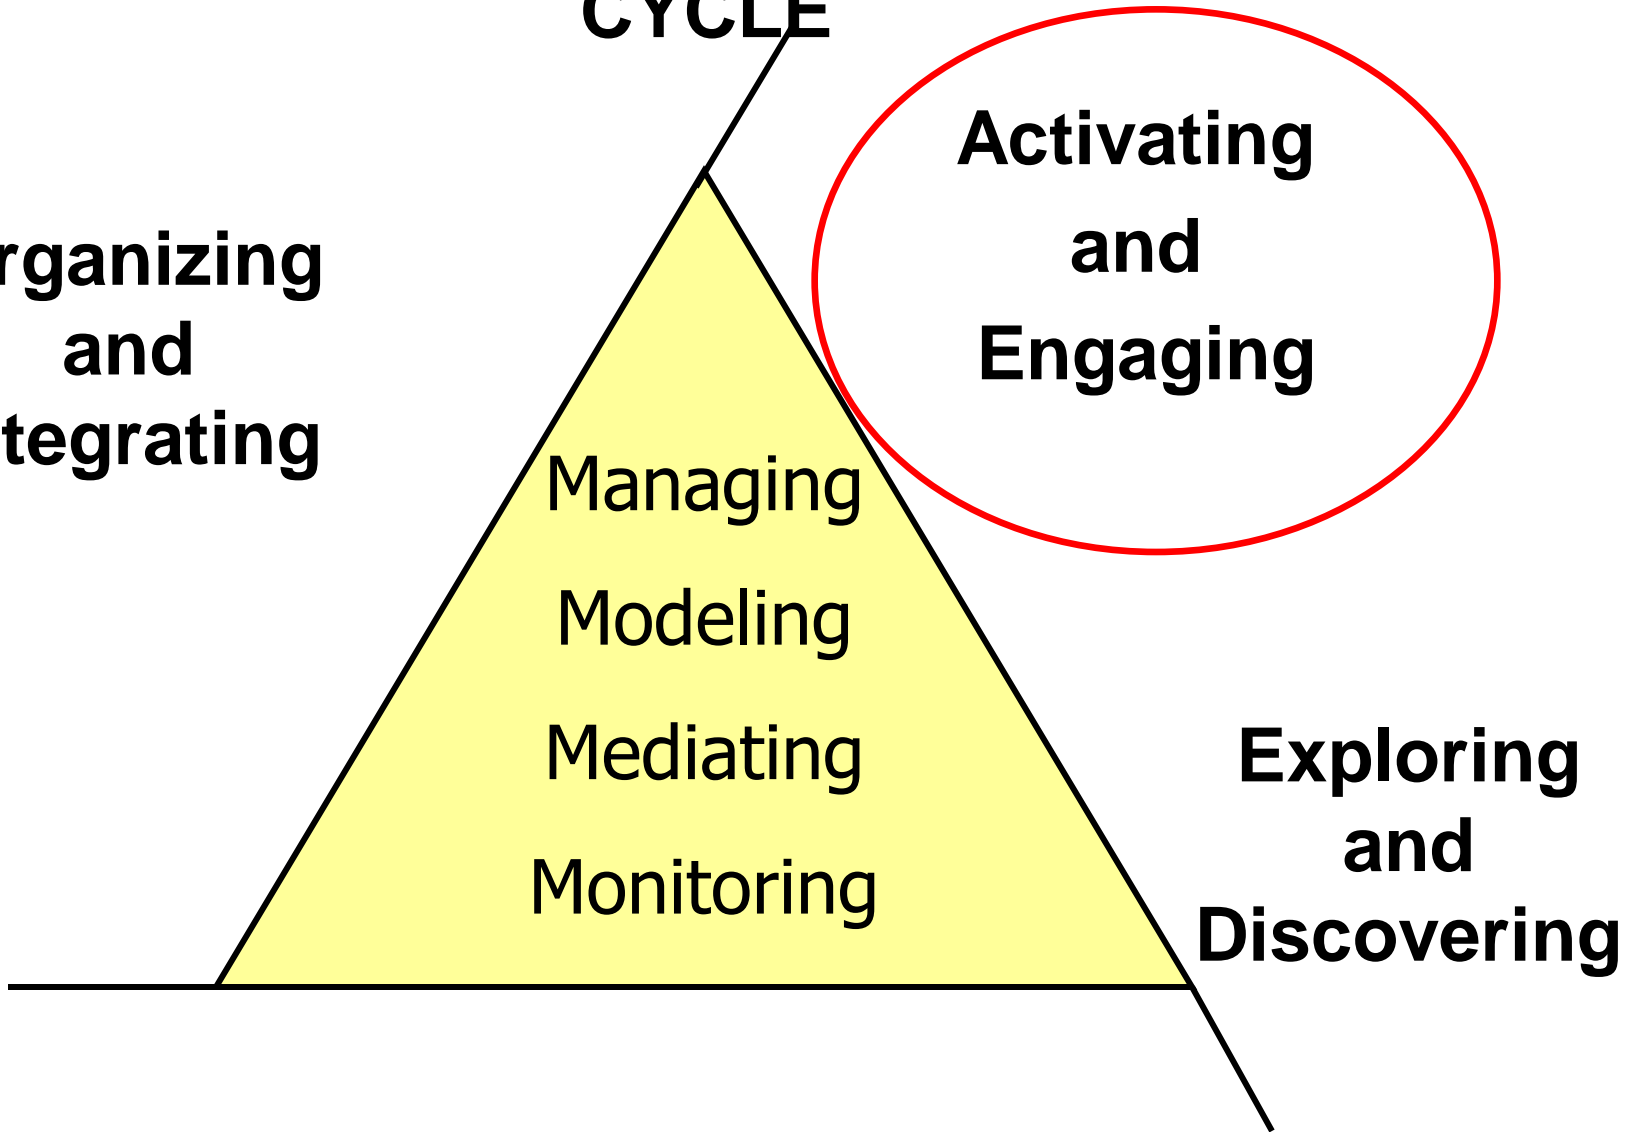 CYCLE
Activating
and
Engaging
rganizing
and
tegrating
Managing
Modeling
Mediating
Monitoring
Exploring
and
Discovering